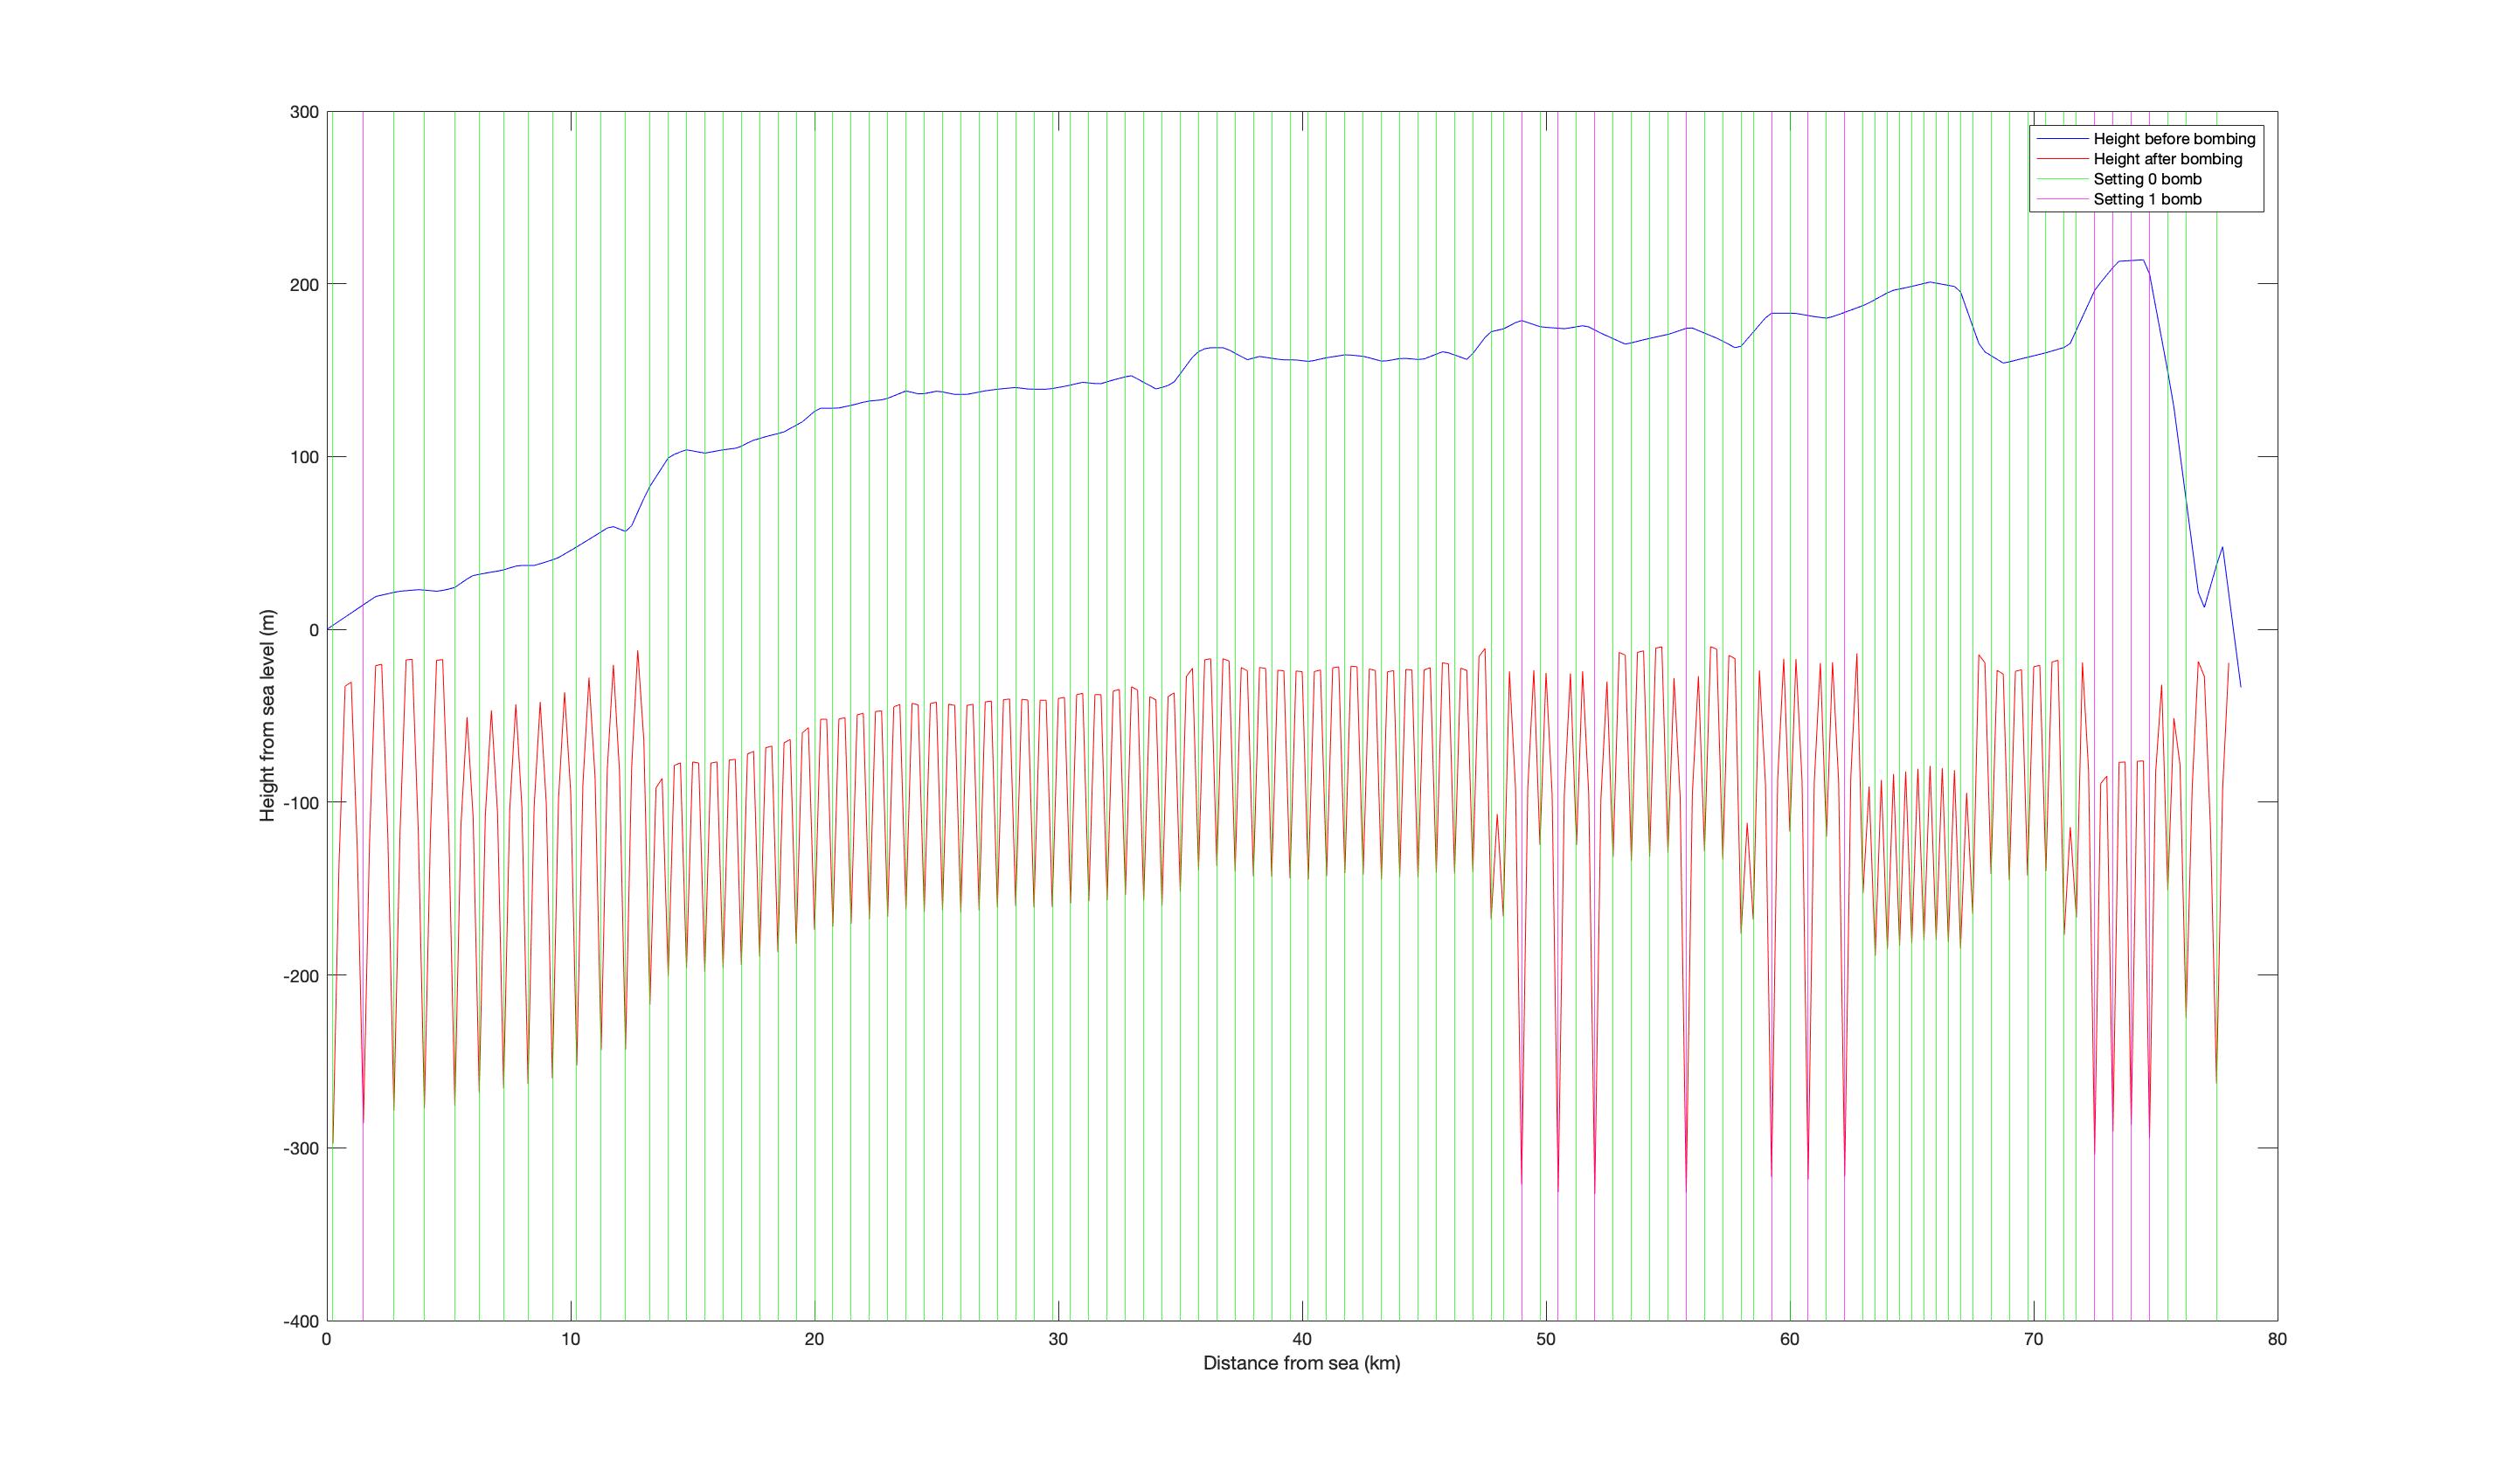 300
200
100
0
-100
-200
-300
-400
Height from sea level (m)
0 10 20 30 40 50 60 70 80
Distance from sea (km)
Height before bombing
Height after bombing
Setting 0 bomb
Setting 1 bomb